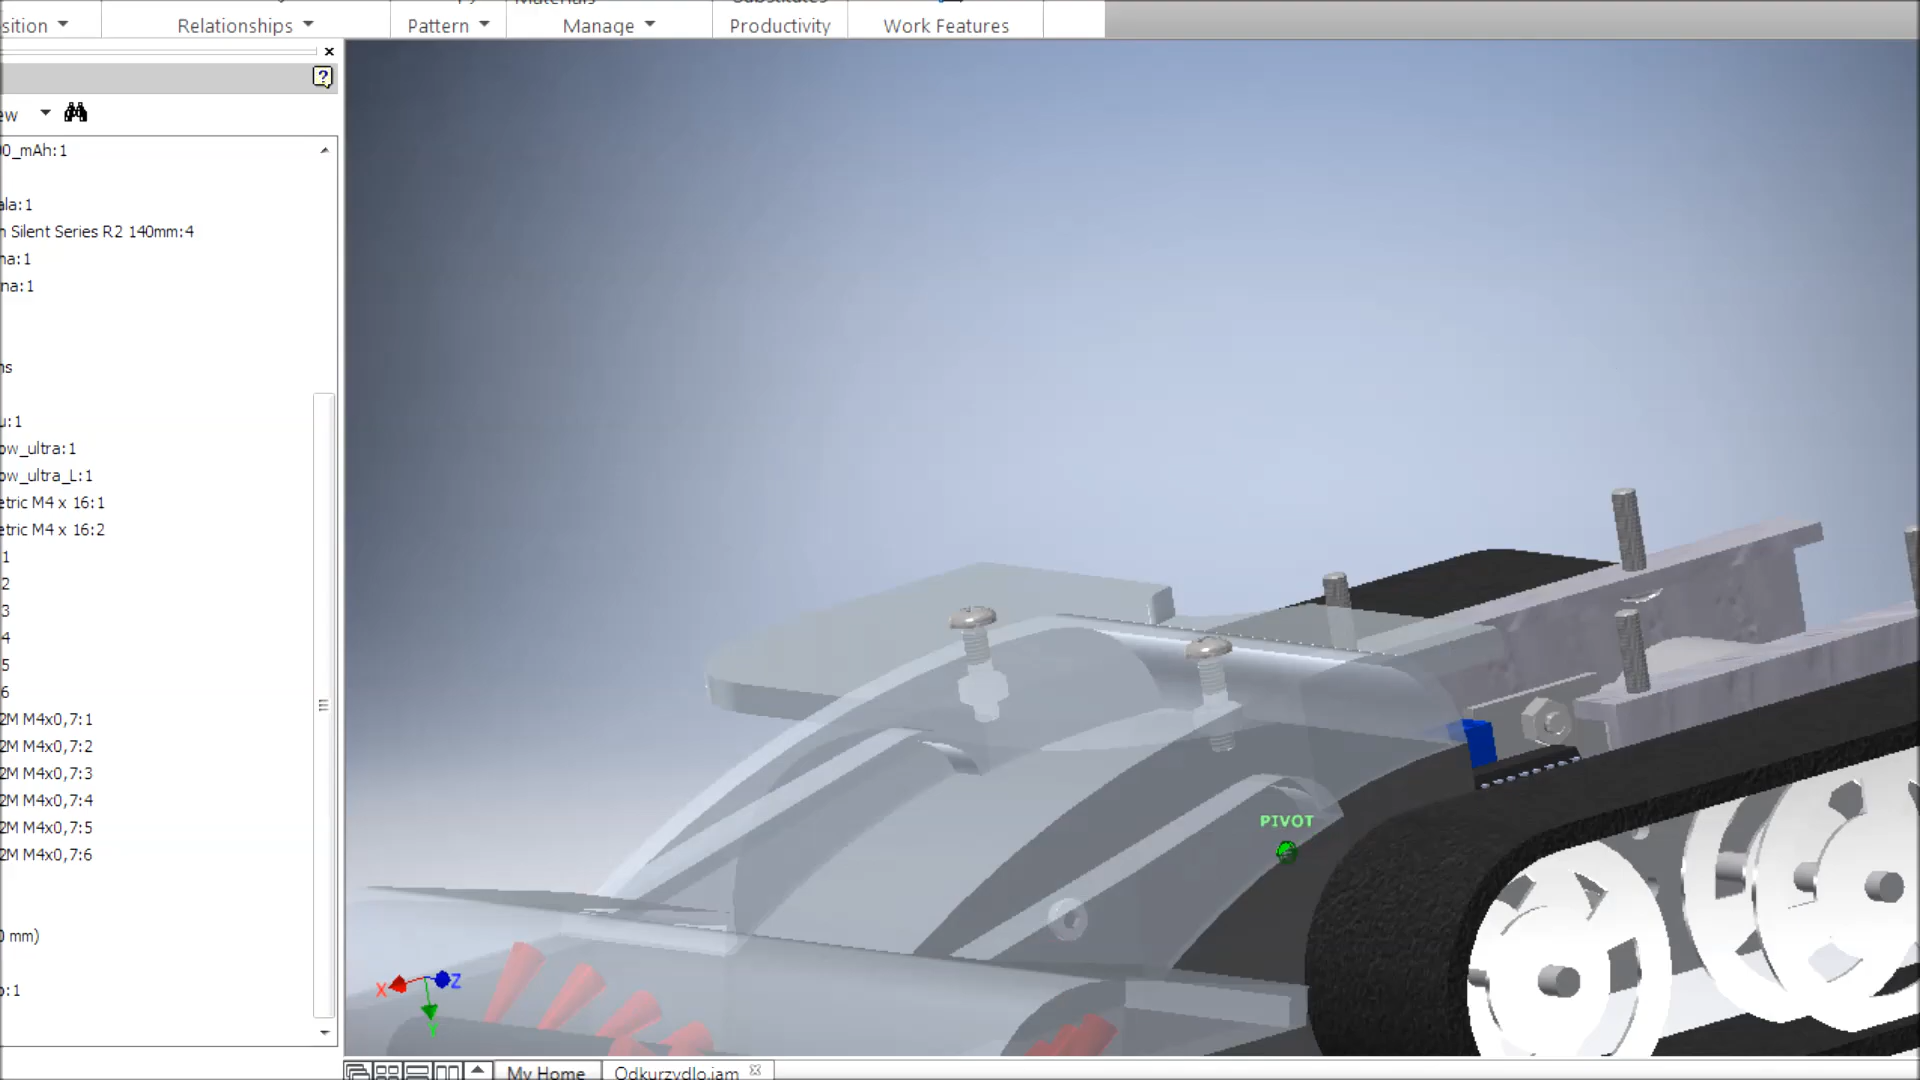 sition
Relationships
Pattern
Manage
Productivity
Work Features
ew
00_mAh:1
ala:1
n Silent Series R2 140mm:4
na:1
na:1
ns
u:1
ow_ultra:1
ow_ultra_L:1
etric M4 x 16:1
etric M4 x 16:2
1
2
3
4
5
6
2M M4x0,7:1
2M M4x0,7:2
2M M4x0,7:3
2M M4x0,7:4
2M M4x0,7:5
2M M4x0,7:6
0 mm)
o:1
PIVOT
X
Z
Y
My Home
Odkurzydlo.iam